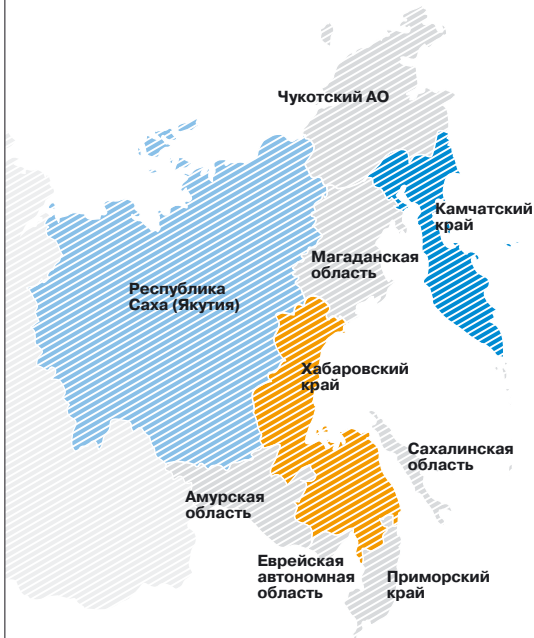 Чукотский АО
Камчатский
край
Магаданская
область
Республика
Саха (Якутия)
Хабаровский
край
Сахалинская
область
Амурская
область
Еврейская
автономная
область
Приморский
край